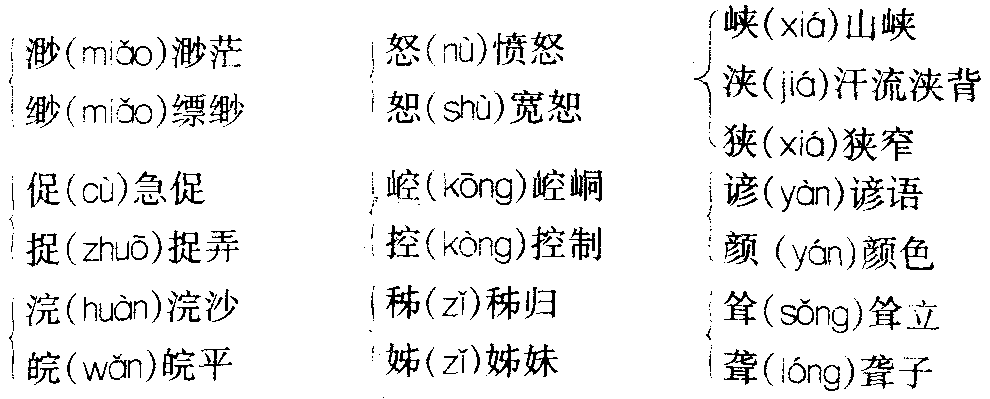 渺(miǎo)渺茫
缈(miǎo)缥缈
怒(nù)愤怒
恕(shù)宽恕
峡(xiá)山峡
浃(jiá)汗流浃背
狭(xiá)狭窄
促(cù)急促
捉(zhuō)捉弄
崆(kōng)崆峒
控(kòng)控制
谚(yàn)谚语
颜(yán)颜色
浣(huàn)浣沙
皖(wǎn)皖平
秭(zǐ)秭归
姊(zǐ)姊妹
耸(sǒng)耸立
聋(lóng)聋子